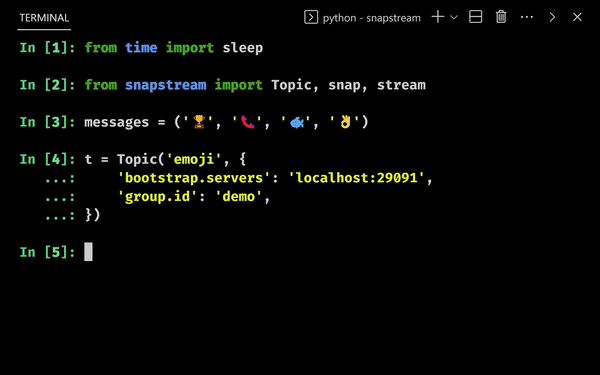 TERMINAL
python - snapstream
In [1]: from time import sleep
In [2]: from snapstream import Topic, snap, stream
In [3]: messages = ('🏆', '📞', '🐟', '👌')
In [4]: t = Topic('emoji', {
...: 'bootstrap.servers': 'localhost:29091',
...: 'group.id': 'demo',
...: })
In [5]: